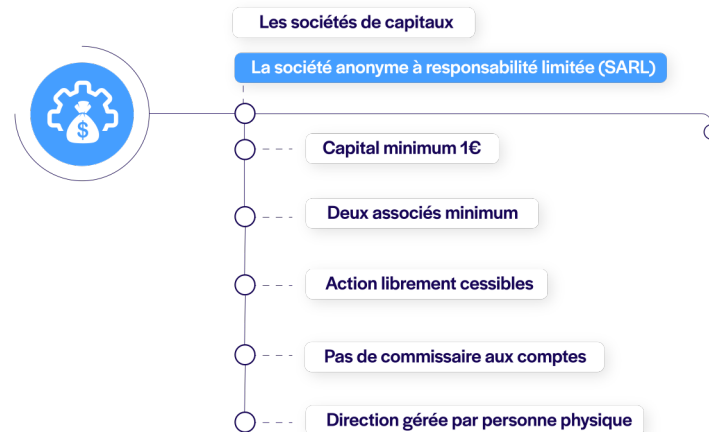 Les sociétés de capitaux
La société anonyme à responsabilité limitée (SARL)
$
Capital minimum 1€
Deux associés minimum
Action librement cessibles
Pas de commissaire aux comptes
Direction gérée par personne physique